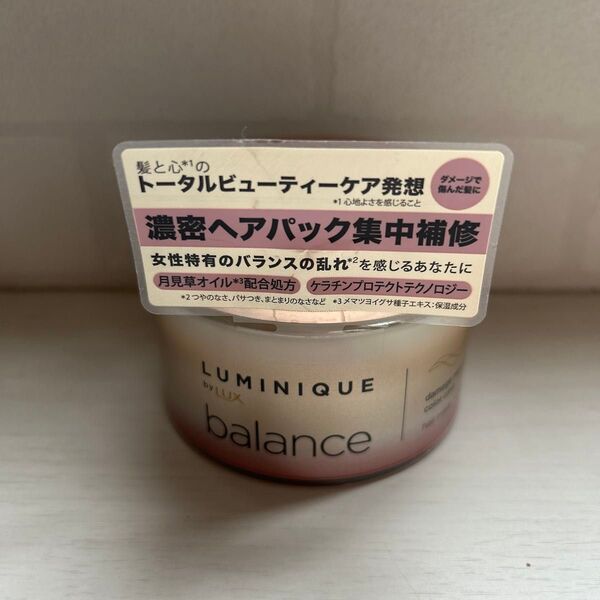 髪と心*1の
トータルビューティーケア発想
*1 心地よさを感じること
ダメージで
傷んだ髪に
濃密ヘアパック集中補修
女性特有のバランスの乱れ*2を感じるあなたに
月見草オイル*3配合処方
ケラチンプロテクトテクノロジー
*2 つやのなさ、パサつき、まとまりのなさなど *3 メマツヨイグサ種子エキス:保湿成分
LUMINIQUE
by LUX
balance
damage
color